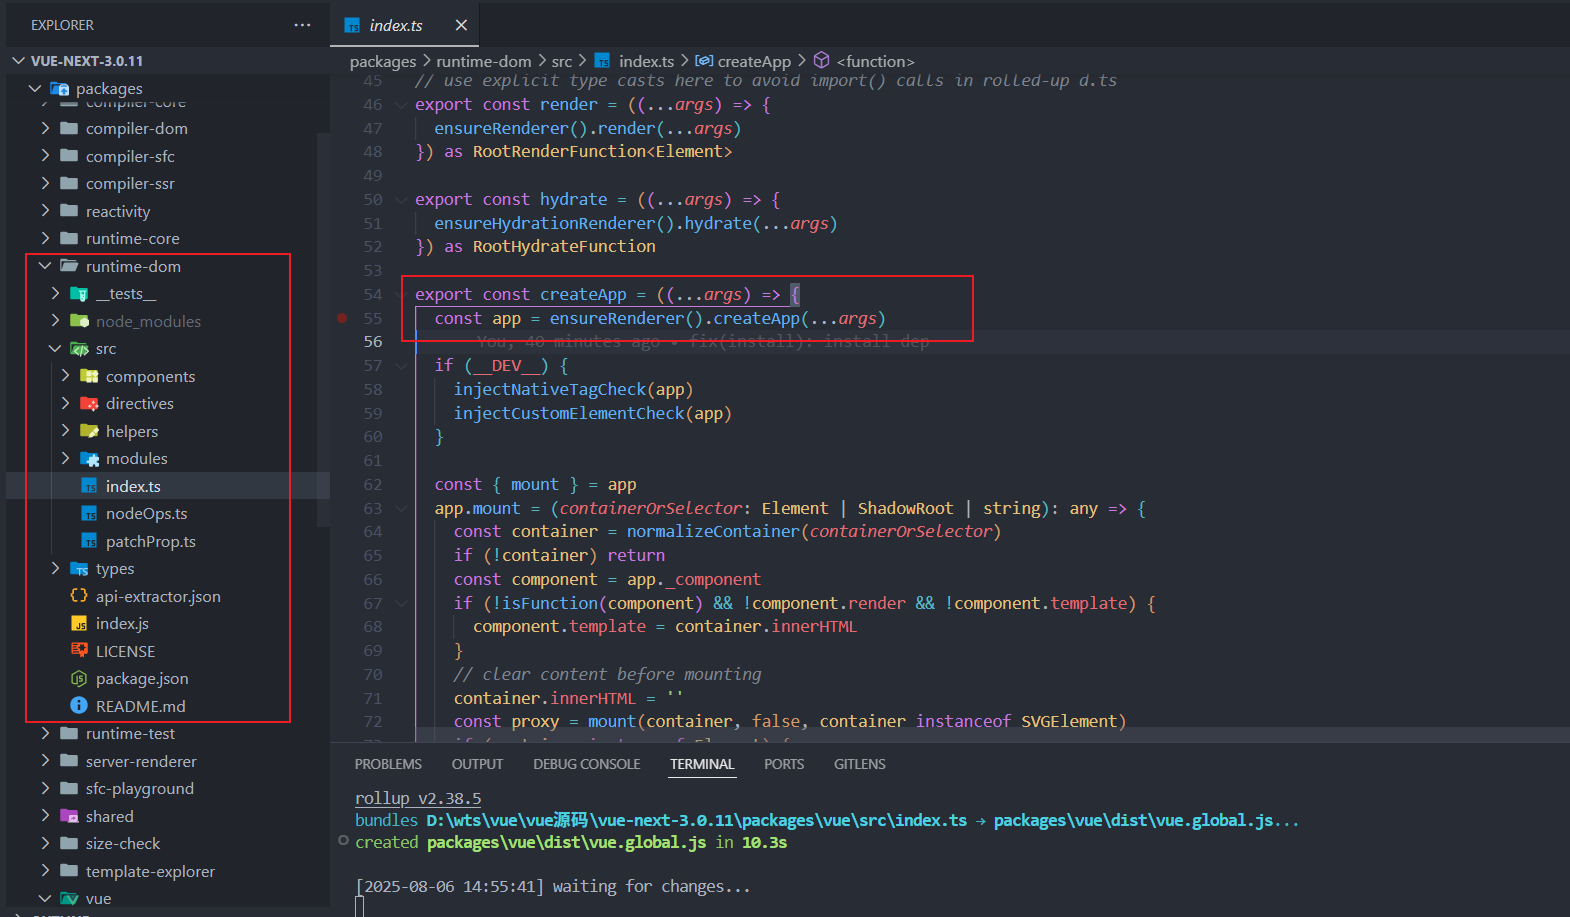 EXPLORER
VUE-NEXT-3.0.11
packages
compiler-core
compiler-dom
compiler-sfc
compiler-ssr
reactivity
runtime-core
runtime-dom
__tests__
node_modules
src
components
directives
helpers
modules
index.ts
nodeOps.ts
patchProp.ts
types
api-extractor.json
index.js
LICENSE
package.json
README.md
runtime-test
server-renderer
sfc-playground
shared
size-check
template-explorer
vue
index.ts
packages > runtime-dom > src > index.ts > createApp > <function>
45 // use explicit type casts here to avoid import() calls in rolled-up d.ts
46 export const render = ((...args) => {
47 ensureRenderer().render(...args)
48 }) as RootRenderFunction<Element>
49
50 export const hydrate = ((...args) => {
51 ensureHydrationRenderer().hydrate(...args)
52 }) as RootHydrateFunction
53
54 export const createApp = ((...args) => {
55 const app = ensureRenderer().createApp(...args)
56 You, 40 minutes ago • fix(install): install dep
57 if (__DEV__) {
58 injectNativeTagCheck(app)
59 injectCustomElementCheck(app)
60 }
61
62 const { mount } = app
63 app.mount = (containerOrSelector: Element | ShadowRoot | string): any => {
64 const container = normalizeContainer(containerOrSelector)
65 if (!container) return
66 const component = app._component
67 if (!isFunction(component) && !component.render && !component.template) {
68 component.template = container.innerHTML
69 }
70 // clear content before mounting
71 container.innerHTML = ''
72 const proxy = mount(container, false, container instanceof SVGElement)
PROBLEMS OUTPUT DEBUG CONSOLE TERMINAL PORTS GITLENS
rollup v2.38.5
bundles D:\wts\vue\vue源码\vue-next-3.0.11\packages\vue\src\index.ts → packages\vue\dist\vue.global.js...
created packages\vue\dist\vue.global.js in 10.3s
[2025-08-06 14:55:41] waiting for changes...